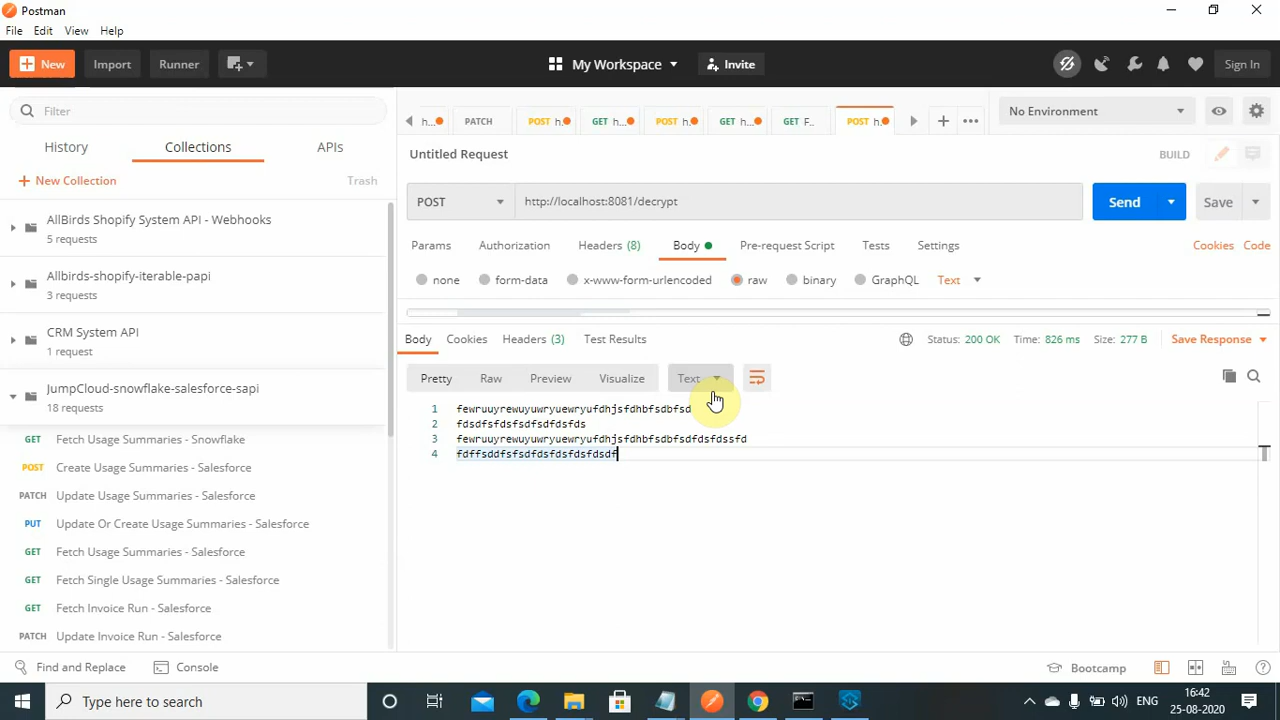 Postman
File Edit View Help
New Import Runner My Workspace Invite Sign In
Filter
History Collections APIs
New Collection Trash
AllBirds Shopify System API - Webhooks
5 requests
Allbirds-shopify-iterable-papi
3 requests
CRM System API
1 request
JumpCloud-snowflake-salesforce-sapi
18 requests
GET Fetch Usage Summaries - Snowflake
POST Create Usage Summaries - Salesforce
PATCH Update Usage Summaries - Salesforce
PUT Update Or Create Usage Summaries - Salesforce
GET Fetch Usage Summaries - Salesforce
GET Fetch Single Usage Summaries - Salesforce
GET Fetch Invoice Run - Salesforce
PATCH Update Invoice Run - Salesforce
h... PATCH POST h. GET h... POST h. GET h... GET F.. POST h. No Environment
Untitled Request BUILD
POST http://localhost:8081/decrypt Send Save
Params Authorization Headers (8) Body Pre-request Script Tests Settings Cookies Code
none form-data x-www-form-urlencoded raw binary GraphQL Text
Body Cookies Headers (3) Test Results Status: 200 OK Time: 826 ms Size: 277 B Save Response
Pretty Raw Preview Visualize Text
1 fewruuyrewuyuwryuewryufdhjsfdhbfsdbfsd
2 fdsdfsfdsfsdfsdfdsfds
3 fewruuyrewuyuwryuewryufdhjsfdhbfsdbfsdfdsfdssfd
4 fdffsddfsfsdfdsfdsfdsfdsdf
Find and Replace Console Bootcamp
Type here to search ENG 16:42
25-08-2020